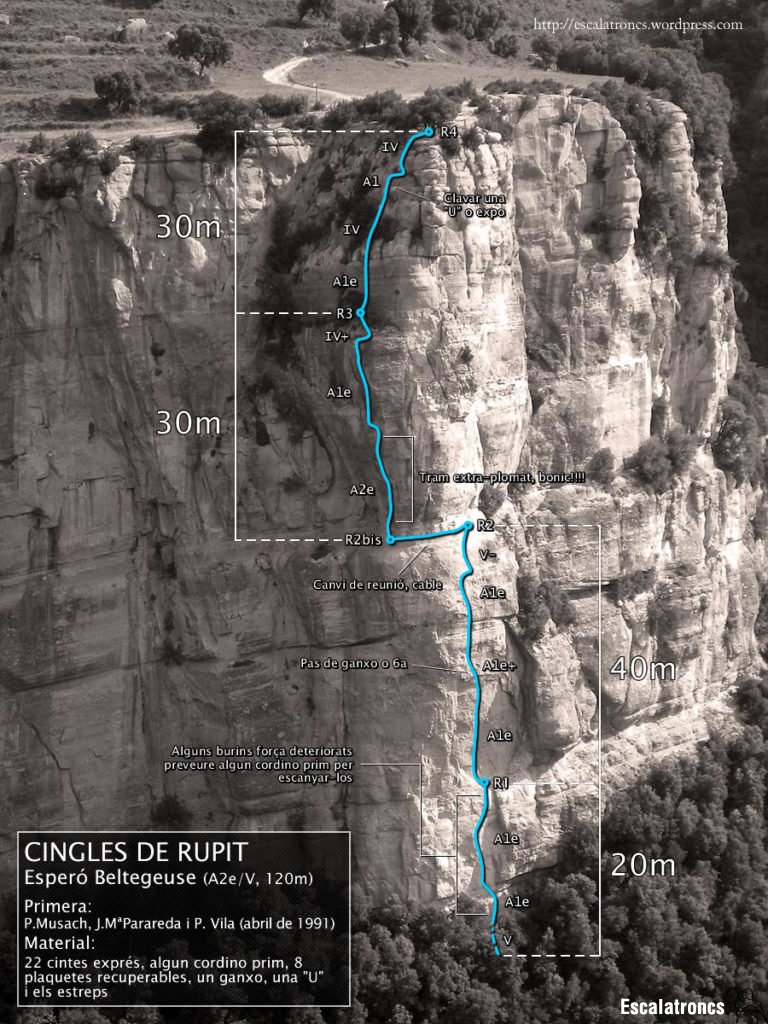 http://escalatroncs.wordpress.com
R4
IV
A1
Clavar una
"U" o expo
30m
IV
A1e
R3
IV+
A1e
30m
Tram extra-plomat, bonic!!!!
A2e
R2
R2bis
V-
Canvi de reunió, cable
A1e
Pas de ganxo o 6a
A1e+
40m
A1e
Alguns burins força deteriorats
preveure algun cordino prim per
escanyar-los
R1
A1e
20m
A1e
V
CINGLES DE RUPIT
Esperó Beltegeuse (A2e/V, 120m)
Primera:
P.Musach, J.MªParareda i P. Vila (abril de 1991)
Material:
22 cintes exprés, algun cordino prim, 8
plaquetes recuperables, un ganxo, una "U"
i els estreps
Escalatroncs